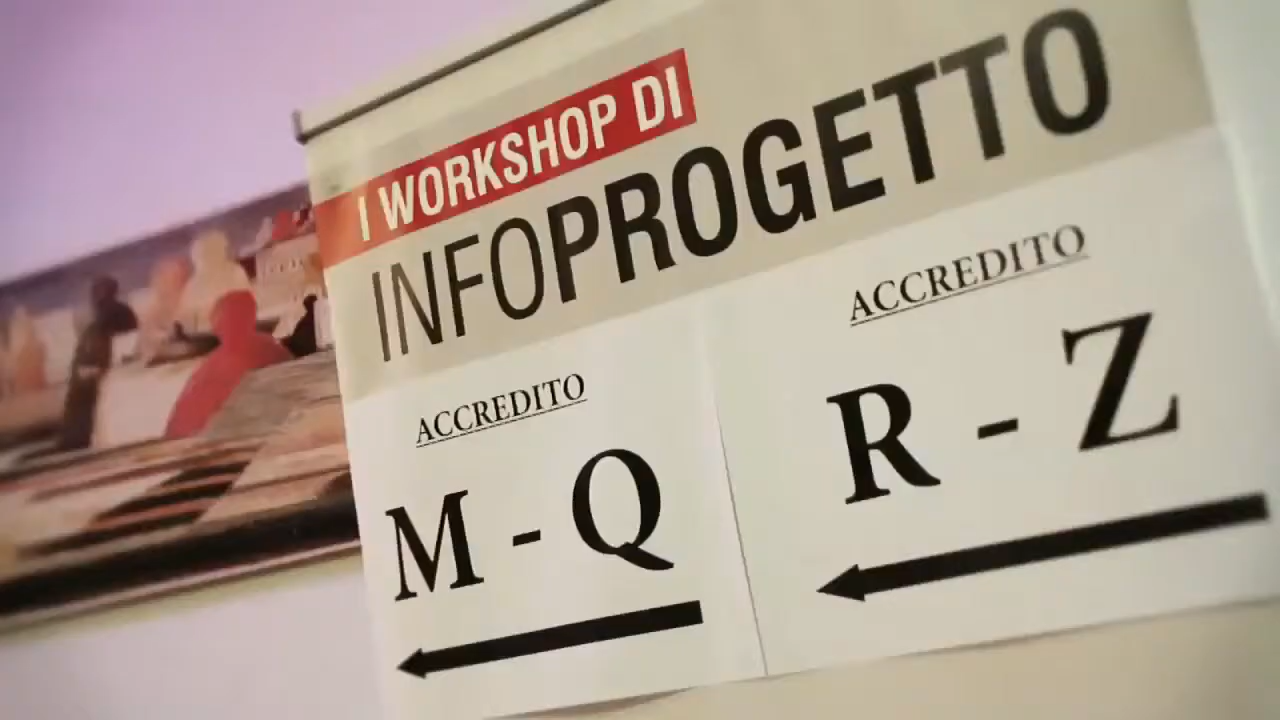 I WORKSHOP DI
INFOPROGETTO
ACCREDITO
M - Q
ACCREDITO
R - Z